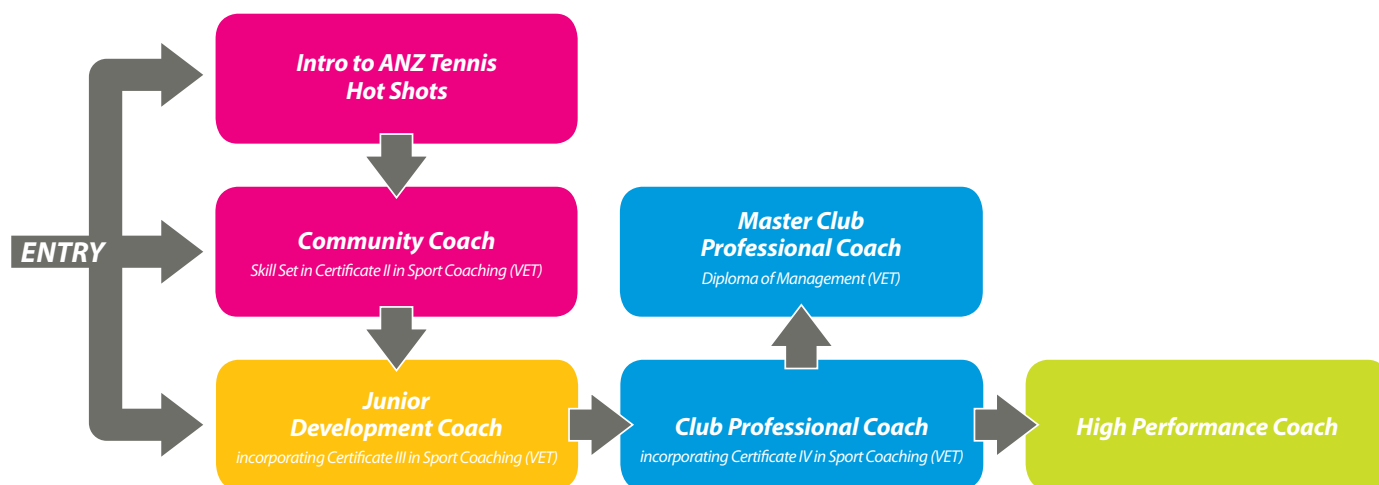 Intro to ANZ Tennis
Hot Shots
ENTRY
Community Coach
Skill Set in Certificate II in Sport Coaching (VET)
Master Club
Professional Coach
Diploma of Management (VET)
Junior
Development Coach
incorporating Certificate III in Sport Coaching (VET)
Club Professional Coach
incorporating Certificate IV in Sport Coaching (VET)
High Performance Coach